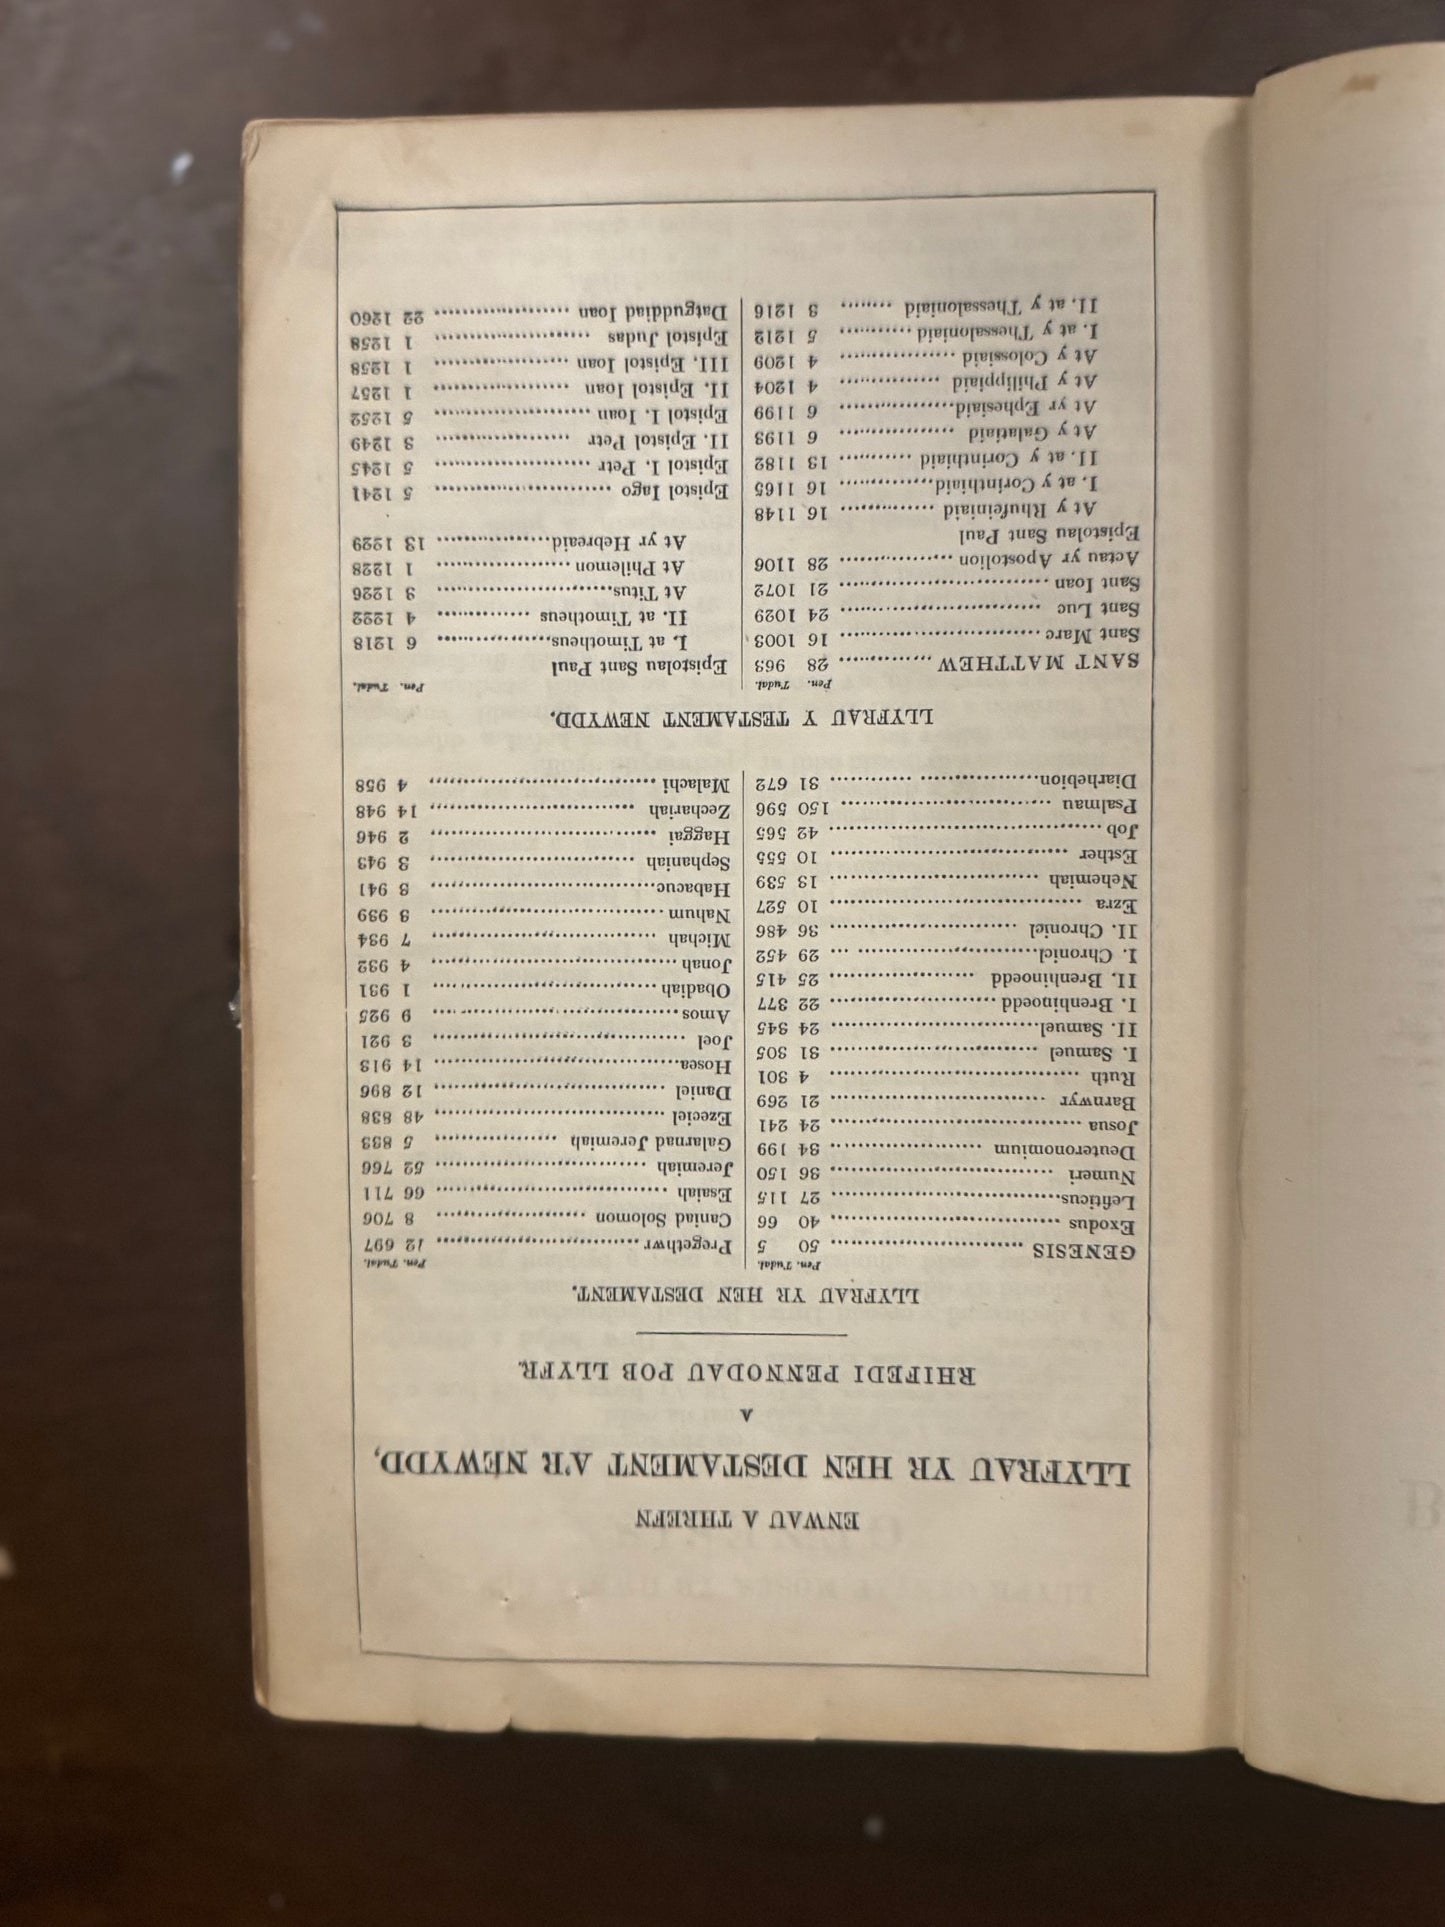 ENWAU A THREFN
LLYFRAU YR HEN DESTAMENT A'R NEWYDD,
A
RHIFEDI PENNODAU POB LLYFR.
LLYFRAU YR HEN DESTAMENT.
Pen. Tudal.
GENESIS 50 5
Exodus 40 66
Lefiticus 27 115
Numeri 36 150
Deuteronomium 34 199
Josua 24 241
Barnwyr 21 269
Ruth 4 301
I. Samuel 31 305
II. Samuel 24 345
I. Brenhinoedd 22 377
II. Brenhinoedd 25 415
I. Chronicl 29 452
II. Chronicl 36 486
Ezra 10 527
Nehemiah 13 539
Esther 10 555
Job 42 565
Psalmau 150 596
Diarhebion 31 672
Pen. Tudal.
Pregethwr 12 697
Caniad Solomon 8 706
Esaiah 66 711
Jeremiah 52 766
Galarnad Jeremiah 5 833
Ezeciel 48 838
Daniel 12 896
Hosea 14 913
Joel 3 921
Amos 9 925
Obadiah 1 931
Jonah 4 932
Michah 7 934
Nahum 3 939
Habacuc 3 941
Sephaniah 3 943
Haggai 2 946
Zechariah 14 948
Malachi 4 958
LLYFRAU Y TESTAMENT NEWYDD.
Pen. Tudal.
SANT MATTHEW 28 963
Sant Marc 16 1003
Sant Luc 24 1029
Sant Ioan 21 1072
Actau yr Apostolion 28 1106
Epistolau Sant Paul
At y Rhufeiniaid 16 1148
I. at y Corinthiaid 16 1165
II. at y Corinthiaid 13 1182
At y Galatiaid 6 1193
At yr Ephesiaid 6 1199
At y Philippiaid 4 1204
At y Colossiaid 4 1209
I. at y Thessaloniaid 5 1212
II. at y Thessaloniaid 3 1216
Pen. Tudal.
Epistolau Sant Paul
I. at Timotheus 6 1218
II. at Timotheus 4 1222
At Titus 3 1226
At Philemon 1 1228
At yr Hebreaid 13 1229
Epistol Iago 5 1241
Epistol I. Petr 5 1245
II. Epistol Petr 3 1249
Epistol I. Ioan 5 1252
II. Epistol Ioan 1 1257
III. Epistol Ioan 1 1258
Epistol Judas 1 1258
Datguddiad Ioan 22 1260